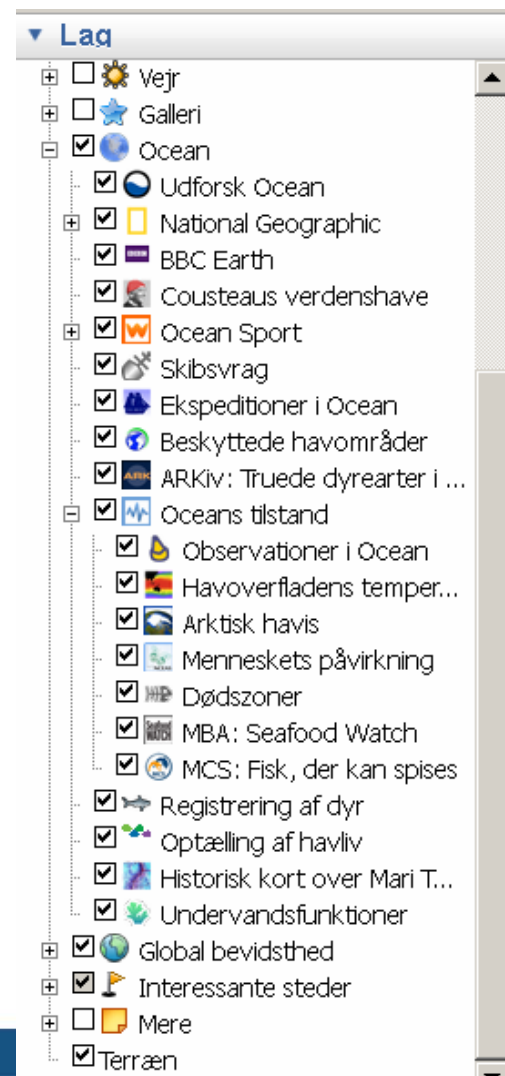 Lag
Vejr
Galleri
Ocean
Udforsk Ocean
National Geographic
BBC Earth
Cousteaus verdenshave
Ocean Sport
Skibsvrag
Ekspeditioner i Ocean
Beskyttede havområder
ARK ARKiv: Truede dyrearter i ...
Oceans tilstand
Observationer i Ocean
Havoverfladens temper...
Arktisk havis
Menneskets påvirkning
Dødszoner
Seafood WATCH MBA: Seafood Watch
MCS: Fisk, der kan spises
Registrering af dyr
Optælling af havliv
Historisk kort over Mari T...
Undervandsfunktioner
Global bevidsthed
Interessante steder
Mere
Terræn